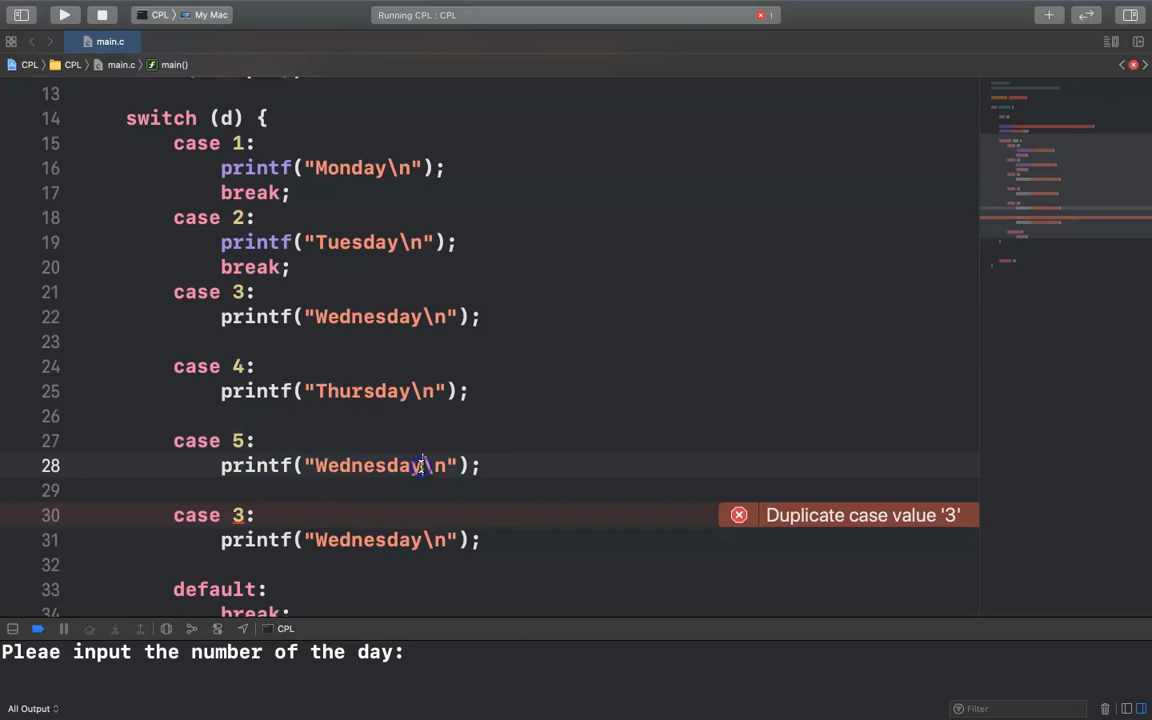 CPL My Mac Running CPL : CPL 1
main.c
CPL CPL main.c main()
13
14 switch (d) {
15 case 1:
16 printf("Monday\n");
17 break;
18 case 2:
19 printf("Tuesday\n");
20 break;
21 case 3:
22 printf("Wednesday\n");
23
24 case 4:
25 printf("Thursday\n");
26
27 case 5:
28 printf("Wednesday\n");
29
30 case 3: Duplicate case value '3'
31 printf("Wednesday\n");
32
33 default:
34 break;
CPL
Pleae input the number of the day:
All Output Filter